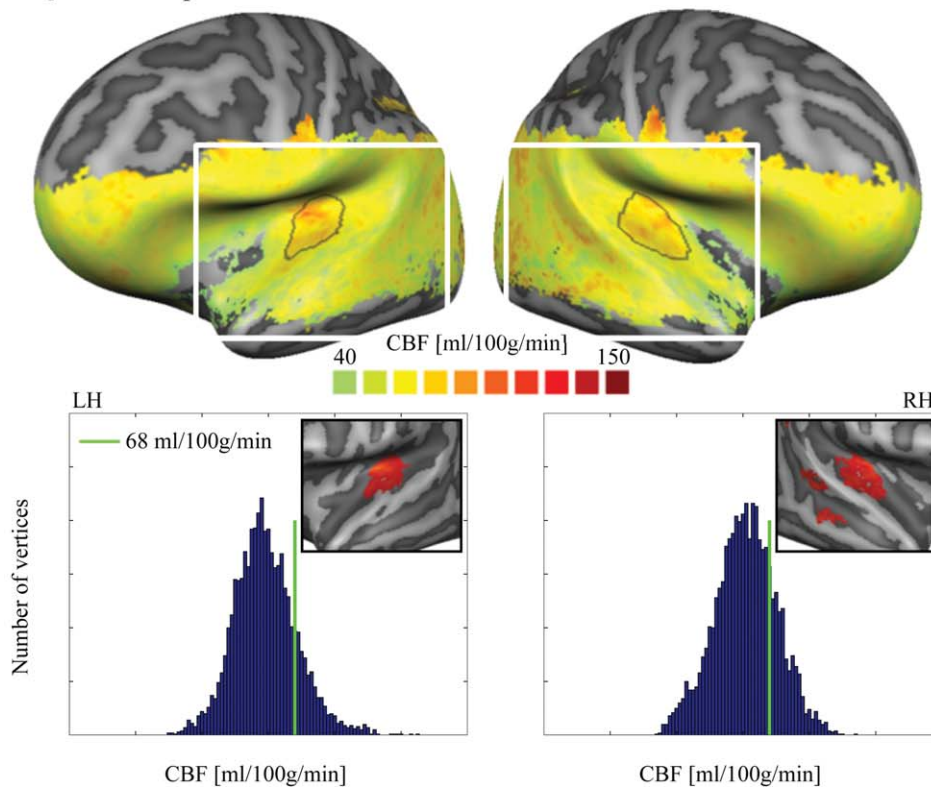 CBF [ml/100g/min]
40 150
LH RH
68 ml/100g/min
Number of vertices
CBF [ml/100g/min] CBF [ml/100g/min]